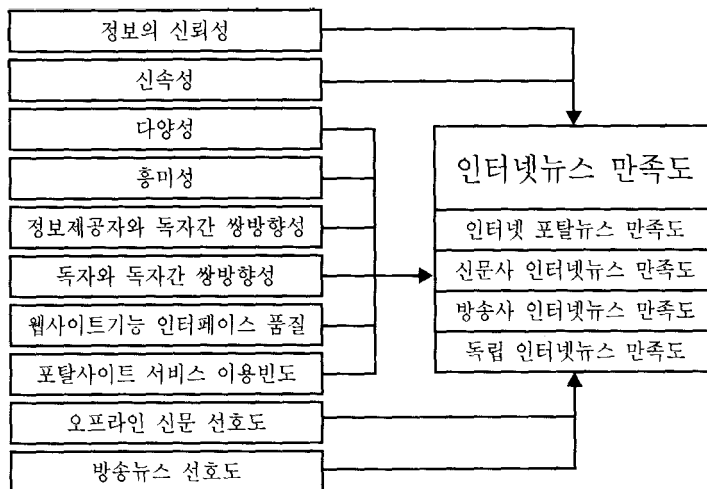 정보의 신뢰성
신속성
다양성
흥미성
정보제공자와 독자간 쌍방향성
독자와 독자간 쌍방향성
웹사이트기능 인터페이스 품질
포탈사이트 서비스 이용빈도
오프라인 신문 선호도
방송뉴스 선호도
인터넷뉴스 만족도
인터넷 포탈뉴스 만족도
신문사 인터넷뉴스 만족도
방송사 인터넷뉴스 만족도
독립 인터넷뉴스 만족도